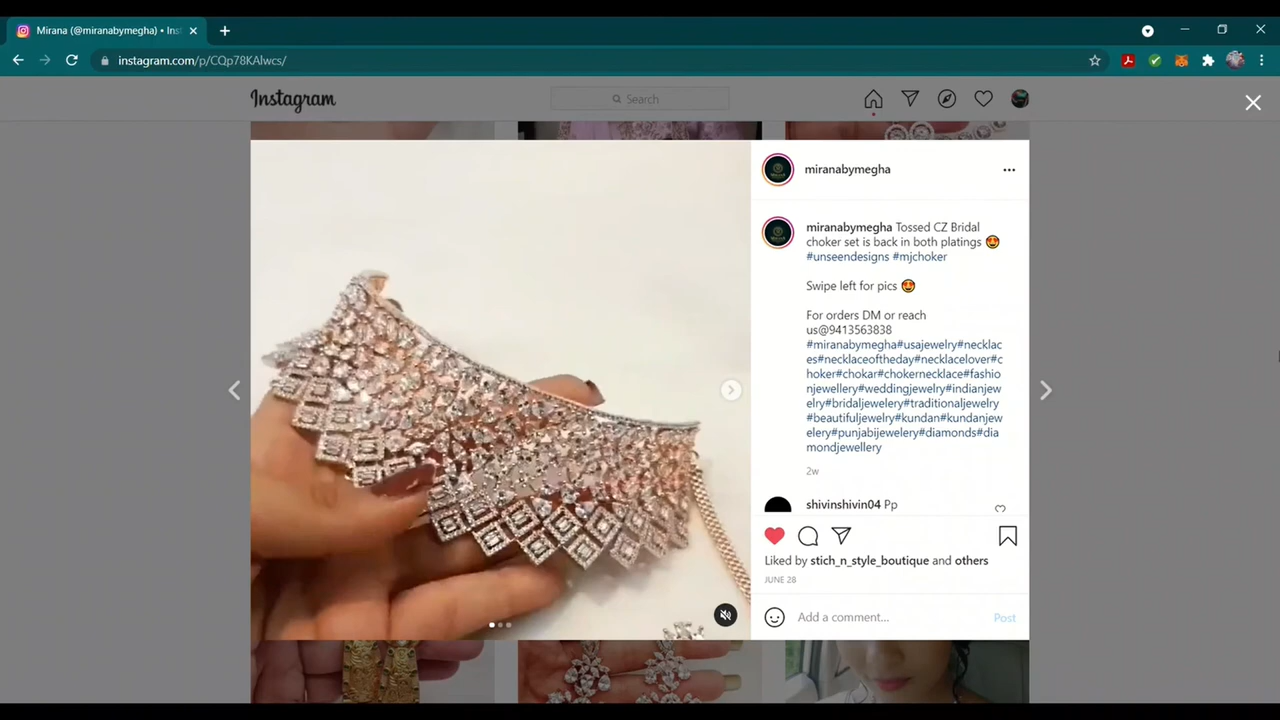 Mirana (@miranabymegha) • Ins
instagram.com/p/CQp78KAlwcs/
Instagram
Search
miranabymegha
miranabymegha Tossed CZ Bridal
choker set is back in both platings 😍
#unseendesigns #mjchoker
Swipe left for pics 😍
For orders DM or reach
us@9413563838
#miranabymegha#usajewelry#necklac
es#necklaceoftheday#necklacelover#c
hoker#chokar#chokernecklace#fashio
njewellery#weddingjewelry#indianjew
elry#bridaljewelery#traditionaljewelry
#beautifuljewelry#kundan#kundanjew
elery#punjabijewelery#diamonds#dia
mondjewellery
2w
shivinshivin04 Pp
Liked by stich_n_style_boutique and others
JUNE 28
Add a comment...
Post